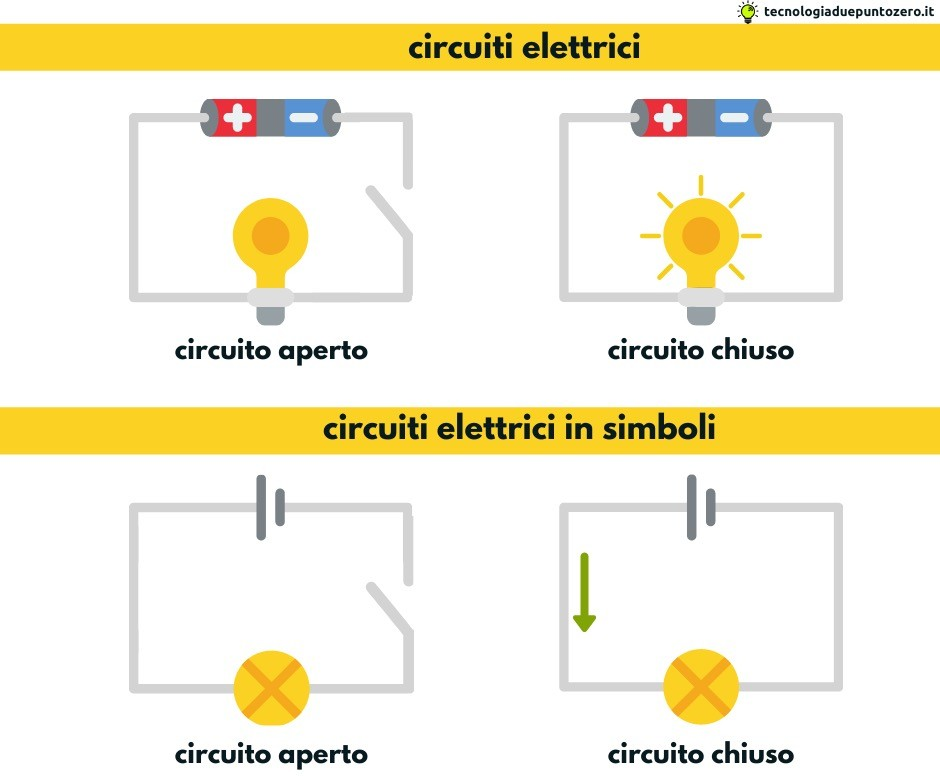 tecnologiaduepuntozero.it
circuiti elettrici
circuito aperto
circuito chiuso
circuiti elettrici in simboli
circuito aperto
circuito chiuso